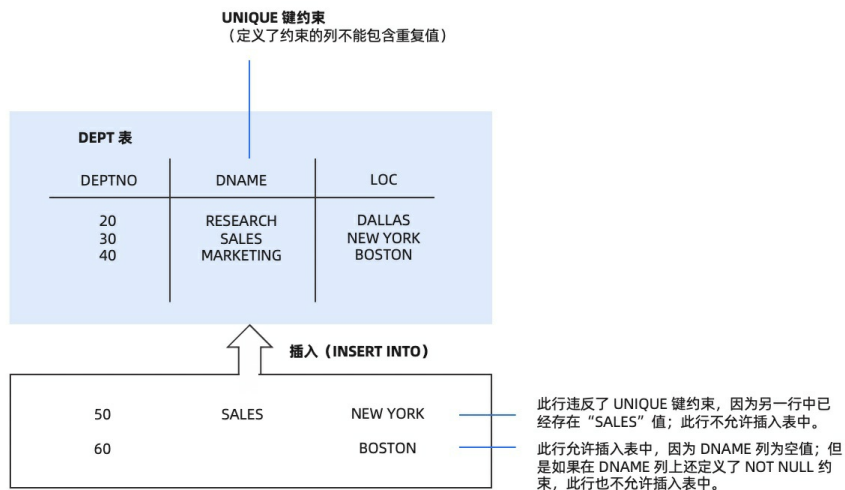 UNIQUE 键约束
（定义了约束的列不能包含重复值）
DEPT 表
DEPTNO DNAME LOC
20 RESEARCH DALLAS
30 SALES NEW YORK
40 MARKETING BOSTON
插入（INSERT INTO）
50 SALES NEW YORK
此行违反了 UNIQUE 键约束，因为另一行中已
经存在“SALES”值；此行不允许插入表中。
60 BOSTON
此行允许插入表中，因为 DNAME 列为空值；但
是如果在 DNAME 列上还定义了 NOT NULL 约
束，此行也不允许插入表中。